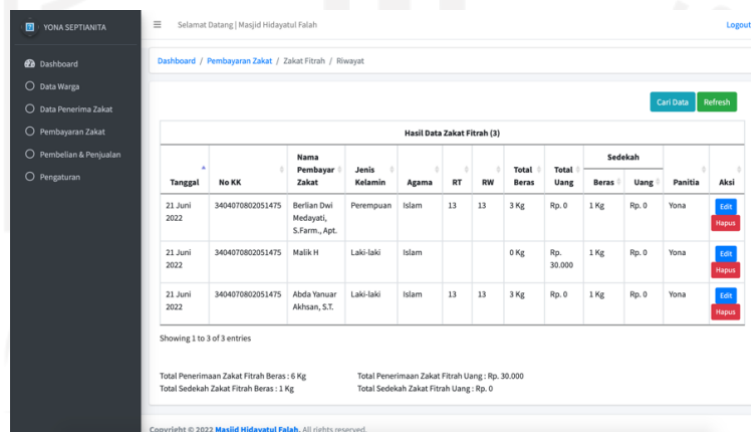 YONA SEPTIANITA
Selamat Datang | Masjid Hidayatul Falah
Logout
Dashboard
Data Warga
Data Penerima Zakat
Pembayaran Zakat
Pembelian & Penjualan
Pengaturan
Dashboard / Pembayaran Zakat / Zakat Fitrah / Riwayat
Cari Data Refresh
Hasil Data Zakat Fitrah (3)
Tanggal No KK Nama Pembayar Zakat Jenis Kelamin Agama RT RW Total Beras Total Uang Sedekah Beras Uang Panitia Aksi
21 Juni 2022 3404070802051475 Berlian Dwi Medayati, S.Farm., Apt. Perempuan Islam 13 13 3 Kg Rp. 0 1 Kg Rp. 0 Yona Edit Hapus
21 Juni 2022 3404070802051475 Malik H Laki-laki Islam 0 Kg Rp. 30.000 1 Kg Rp. 0 Yona Edit Hapus
21 Juni 2022 3404070802051475 Abda Yanuar Akhsan, S.T. Laki-laki Islam 13 13 3 Kg Rp. 0 1 Kg Rp. 0 Yona Edit Hapus
Showing 1 to 3 of 3 entries
Total Penerimaan Zakat Fitrah Beras : 6 Kg Total Penerimaan Zakat Fitrah Uang : Rp. 30.000
Total Sedekah Zakat Fitrah Beras : 1 Kg Total Sedekah Zakat Fitrah Uang : Rp. 0
Copyright © 2022 Masjid Hidayatul Falah. All rights reserved.